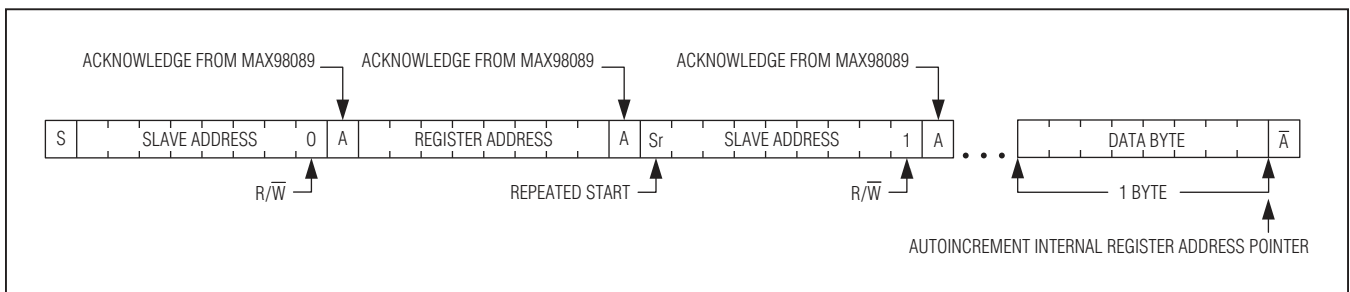 ACKNOWLEDGE FROM MAX98089 ACKNOWLEDGE FROM MAX98089 ACKNOWLEDGE FROM MAX98089
S SLAVE ADDRESS 0 A REGISTER ADDRESS A Sr SLAVE ADDRESS 1 A ... DATA BYTE A̅
R/W̅ REPEATED START R/W̅ 1 BYTE
AUTOINCREMENT INTERNAL REGISTER ADDRESS POINTER